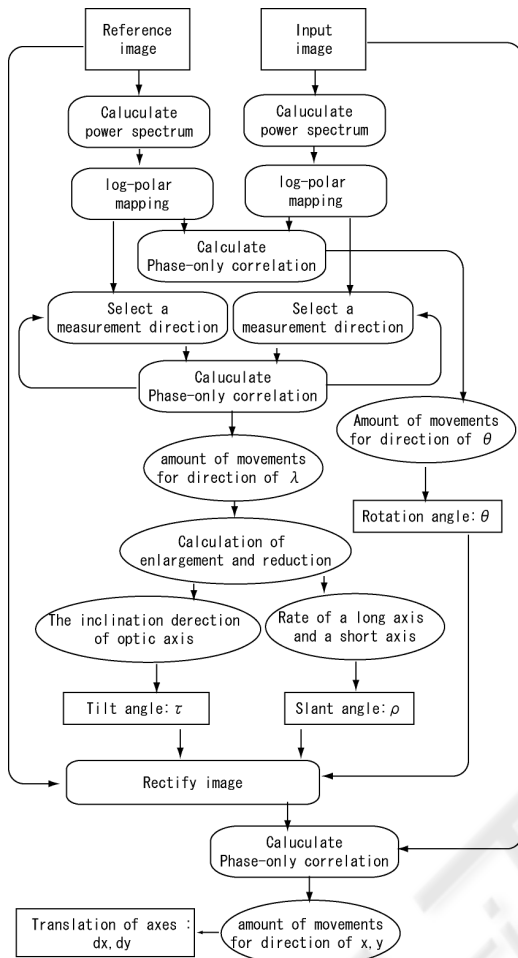 Reference
image
Input
image
Caluculate
power spectrum
Caluculate
power spectrum
log-polar
mapping
log-polar
mapping
Calculate
Phase-only correlation
Select a
measurement direction
Select a
measurement direction
Caluculate
Phase-only correlation
Amount of movements
for direction of θ
amount of movements
for direction of λ
Rotation angle: θ
Calculation of
enlargement and reduction
The inclination derection
of optic axis
Rate of a long axis
and a short axis
Tilt angle: τ
Slant angle: ρ
Rectify image
Caluculate
Phase-only correlation
Translation of axes :
dx, dy
amount of movements
for direction of x, y